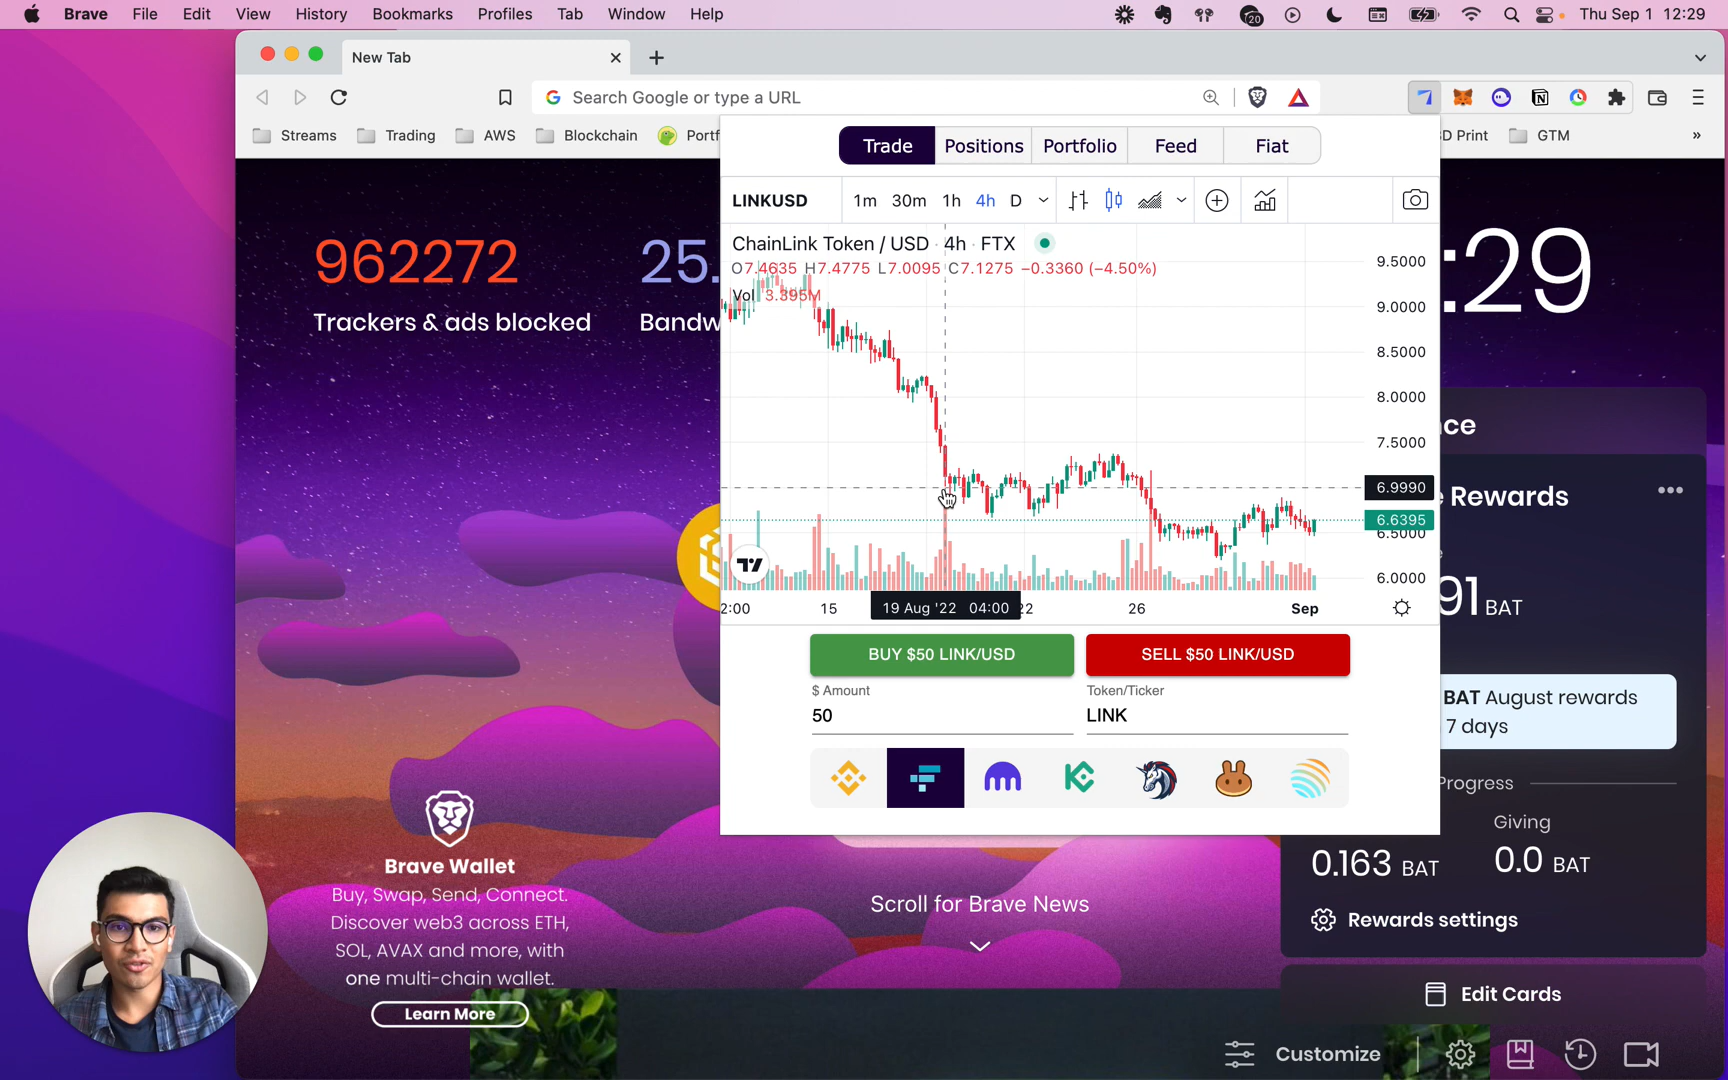 Brave File Edit View History Bookmarks Profiles Tab Window Help 20 Thu Sep 1 12:29
New Tab
Search Google or type a URL
Streams Trading AWS Blockchain Portf 3D Print GTM »
Trade Positions Portfolio Feed Fiat
LINKUSD 1m 30m 1h 4h D
ChainLink Token / USD · 4h · FTX
O7.4635 H7.4775 L7.0095 C7.1275 −0.3360 (−4.50%)
Vol 3.395M
9.5000
9.0000
8.5000
8.0000
7.5000
6.9990
6.6395
6.5000
6.0000
2:00 15 19 Aug '22 04:00 22 26 Sep
BUY $50 LINK/USD SELL $50 LINK/USD
$ Amount Token/Ticker
50 LINK
962272 25.
Trackers & ads blocked Bandw
:29
ce
Rewards
91 BAT
BAT August rewards
7 days
Progress
Giving
0.163 BAT 0.0 BAT
Rewards settings
Edit Cards
Brave Wallet
Buy, Swap, Send, Connect.
Discover web3 across ETH,
SOL, AVAX and more, with
one multi-chain wallet.
Learn More
Scroll for Brave News
Customize